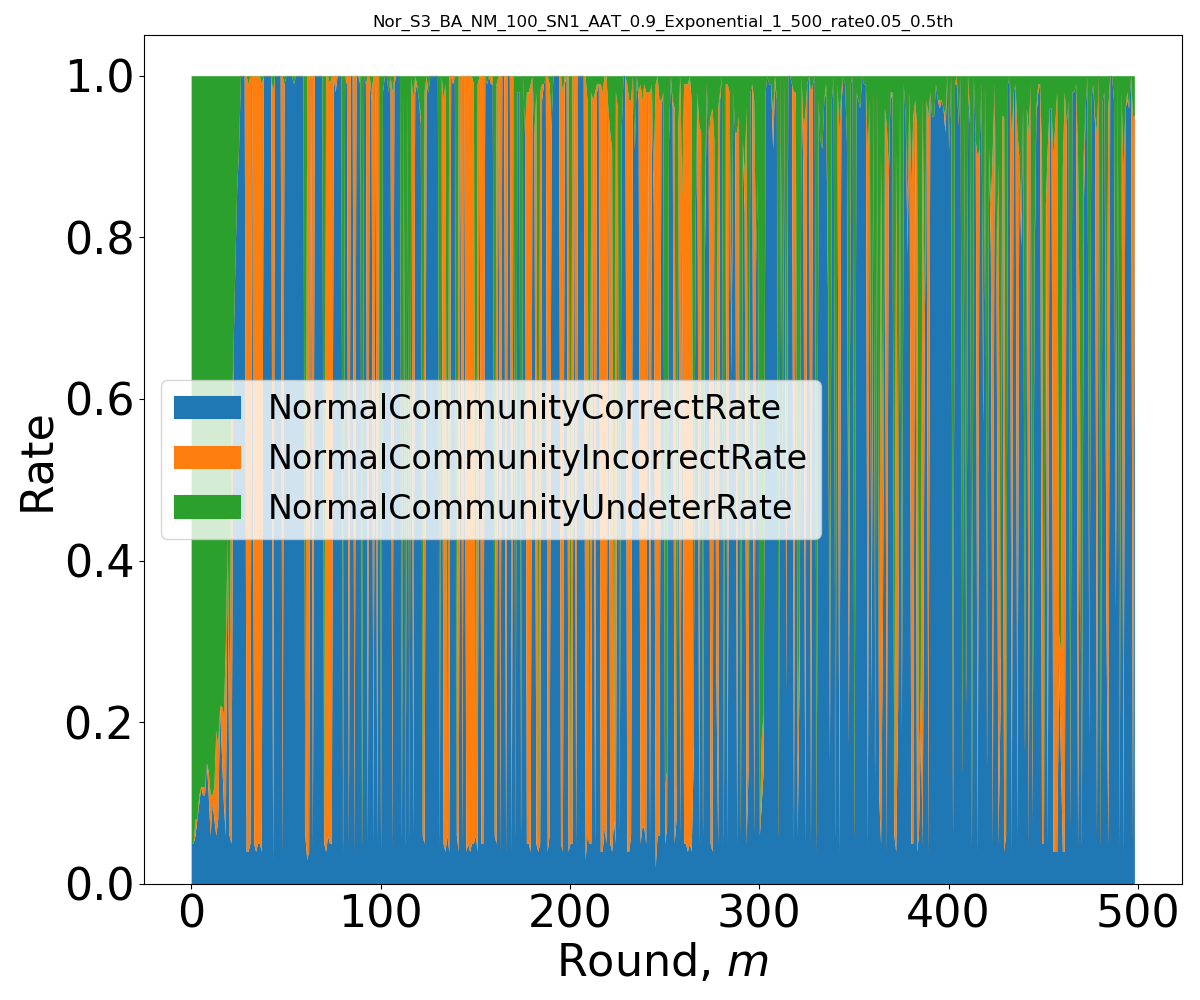 Nor_S3_BA_NM_100_SN1_AAT_0.9_Exponential_1_500_rate0.05_0.5th
1.0
0.8
0.6
0.4
0.2
0.0
Rate
NormalCommunityCorrectRate
NormalCommunityIncorrectRate
NormalCommunityUndeterRate
0 100 200 300 400 500
Round, m